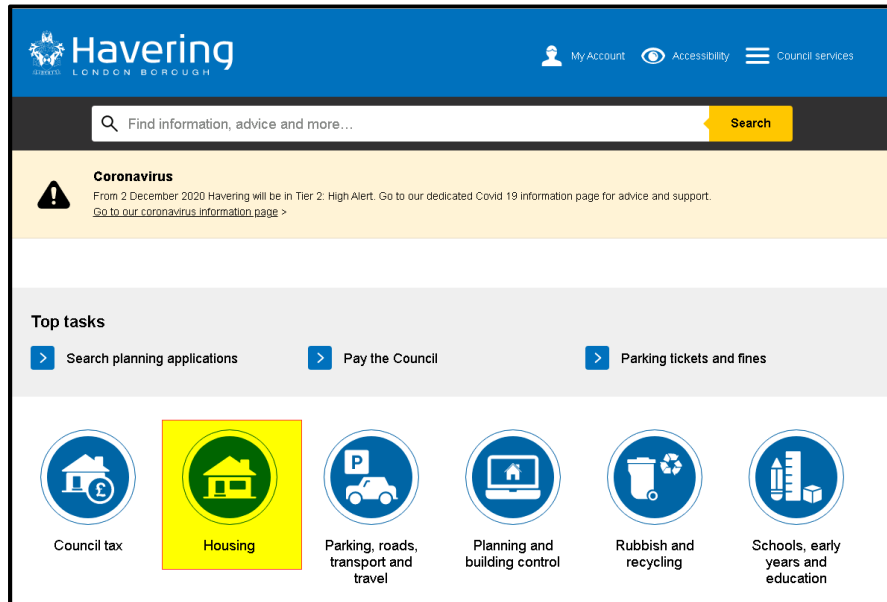 Havering
LONDON BOROUGH
My Account
Accessibility
Council services
Find information, advice and more...
Search
Coronavirus
From 2 December 2020 Havering will be in Tier 2: High Alert. Go to our dedicated Covid 19 information page for advice and support.
Go to our coronavirus information page >
Top tasks
Search planning applications
Pay the Council
Parking tickets and fines
P
£
Council tax
Housing
Parking, roads,
transport and
travel
Planning and
building control
Rubbish and
recycling
Schools, early
years and
education